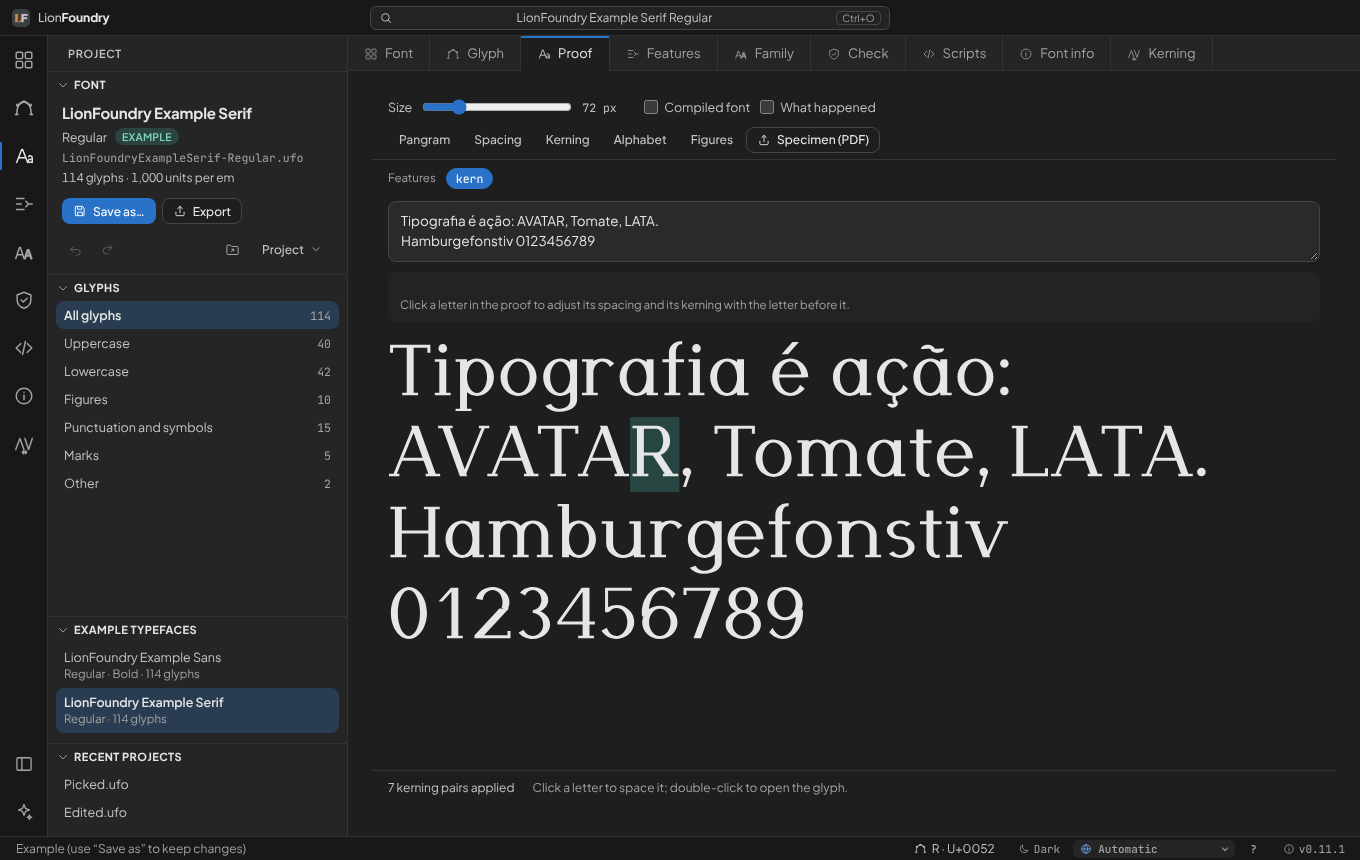 LF LionFoundry
LionFoundry Example Serif Regular Ctrl+O
PROJECT
FONT
LionFoundry Example Serif
Regular EXAMPLE
LionFoundryExampleSerif-Regular.ufo
114 glyphs · 1,000 units per em
Save as… Export
Project
GLYPHS
All glyphs 114
Uppercase 40
Lowercase 42
Figures 10
Punctuation and symbols 15
Marks 5
Other 2
EXAMPLE TYPEFACES
LionFoundry Example Sans
Regular · Bold · 114 glyphs
LionFoundry Example Serif
Regular · 114 glyphs
RECENT PROJECTS
Picked.ufo
Edited.ufo
Font Glyph Proof Features Family Check Scripts Font info Kerning
Size 72 px Compiled font What happened
Pangram Spacing Kerning Alphabet Figures Specimen (PDF)
Features kern
Tipografia é ação: AVATAR, Tomate, LATA.
Hamburgefonstiv 0123456789
Click a letter in the proof to adjust its spacing and its kerning with the letter before it.
Tipografia é ação:
AVATAR, Tomate, LATA.
Hamburgefonstiv
0123456789
7 kerning pairs applied Click a letter to space it; double-click to open the glyph.
Example (use “Save as” to keep changes) R · U+0052 Dark Automatic ? v0.11.1